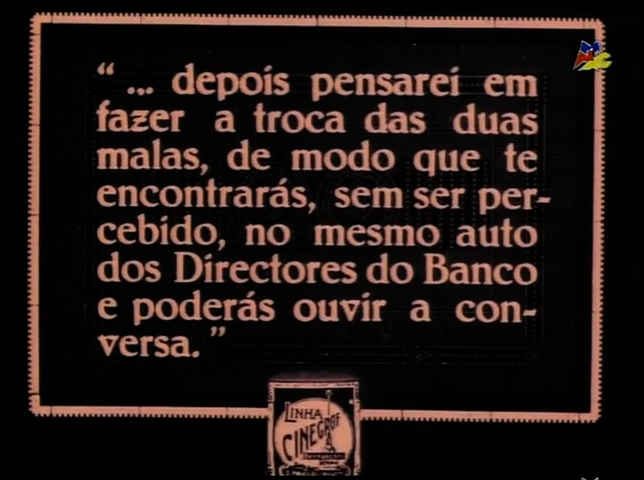 “ ... depois pensarei em
fazer a troca das duas
malas, de modo que te
encontrarás, sem ser per-
cebido, no mesmo auto
dos Directores do Banco
e poderás ouvir a con-
versa. ”
LINHA
CINEGRAF